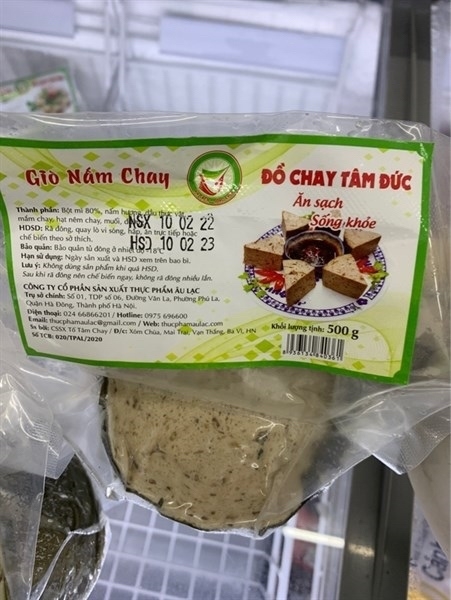 Giò Nấm Chay
ĐỒ CHAY TÂM ĐỨC
Ăn sạch
Sống khỏe
Thành phần: Bột mì 80%, nấm hương, dầu thực vật,
mắm chay, hạt nêm chay, muối,
NSX 10 02 22
HDSD: Rã đông, quay lò vi sóng, hấp, ăn trực tiếp hoặc
chế biến theo sở thích.
HSD 10 02 23
Bảo quản: Bảo quản tủ đông ở nhiệt độ -18°C
Hạn sử dụng: Ngày sản xuất và HSD xem trên bao bì.
Lưu ý: Không dùng sản phẩm khi quá HSD.
Sau khi rã đông nên chế biến ngay, không rã đông nhiều lần.
CÔNG TY CỔ PHẦN SẢN XUẤT THỰC PHẨM ÂU LẠC
Trụ sở chính: Số 01, TDP số 06, Đường Văn La, Phường Phú La,
Quận Hà Đông, Thành phố Hà Nội.
Điện thoại: 024 66866201 / Hotline: 0975 696600
Email: thucphamaulac@gmail.com / Web: thucphamaulac.com
Sx bởi: CSSX Tố Tâm Chay / Đ/c: Xóm Chùa, Mai Trai, Vạn Thắng, Ba Vì, HN
Số TCB: 020/TPAL/2020
Khối lượng tịnh: 500 g